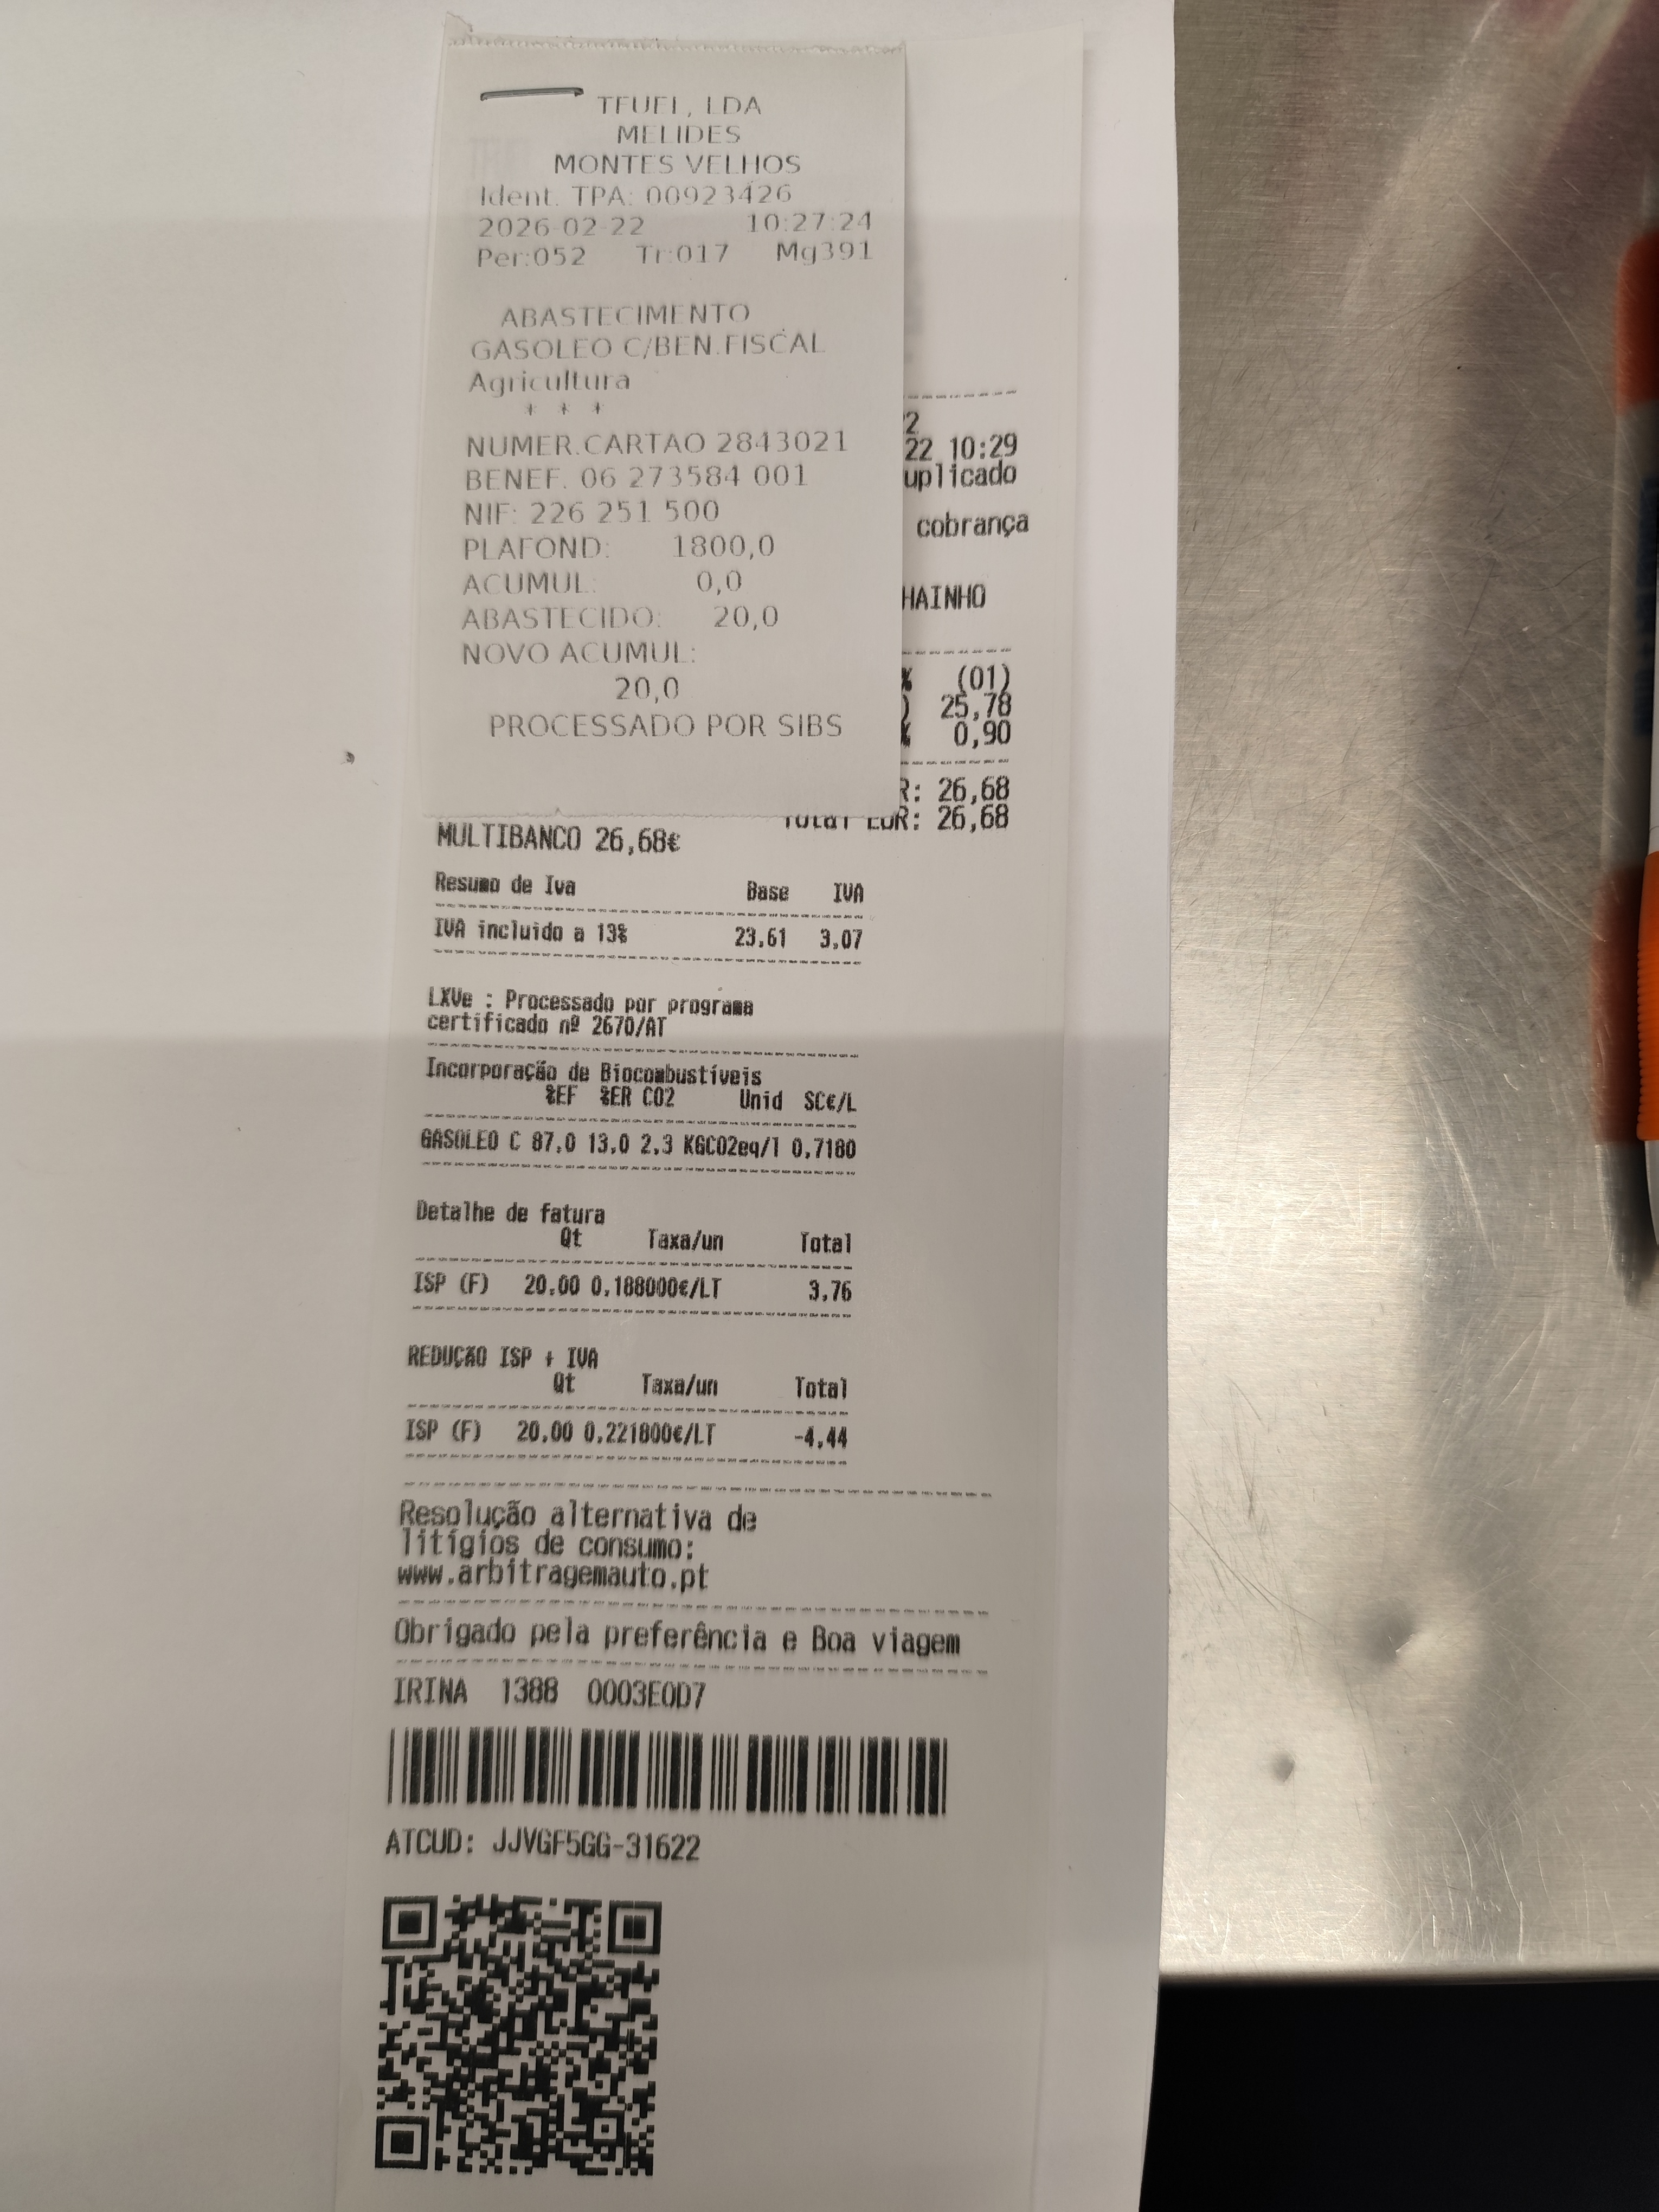 TFUEL, LDA
MELIDES
MONTES VELHOS
Ident. TPA: 00923426
2026-02-22 10:27:24
Per:052 Tr:017 Mg391
ABASTECIMENTO
GASOLEO C/BEN.FISCAL
Agricultura
* * *
NUMER.CARTAO 2843021
BENEF. 06 273584 001
NIF: 226 251 500
PLAFOND: 1800,0
ACUMUL: 0,0
ABASTECIDO: 20,0
NOVO ACUMUL:
20,0
PROCESSADO POR SIBS
22 10:29
uplicado
cobrança
HAINHO
% (01)
) 25,78
% 0,90
R: 26,68
Total EUR: 26,68
MULTIBANCO 26,68€
Resumo de Iva Base IVA
IVA incluido a 13% 23,61 3,07
LXVe : Processado por programa
certificado nº 2670/AT
Incorporação de Biocombustíveis
%EF %ER CO2 Unid SC€/L
GASOLEO C 87,0 13,0 2,3 KGCO2eq/l 0,7180
Detalhe de fatura
Qt Taxa/un Total
ISP (F) 20,00 0,188000€/LT 3,76
REDUÇÃO ISP + IVA
Qt Taxa/un Total
ISP (F) 20,00 0,221800€/LT -4,44
Resolução alternativa de
litígios de consumo:
www.arbitragemauto.pt
Obrigado pela preferência e Boa viagem
IRINA 1388 0003E0D7
ATCUD: JJVGF5GG-31622